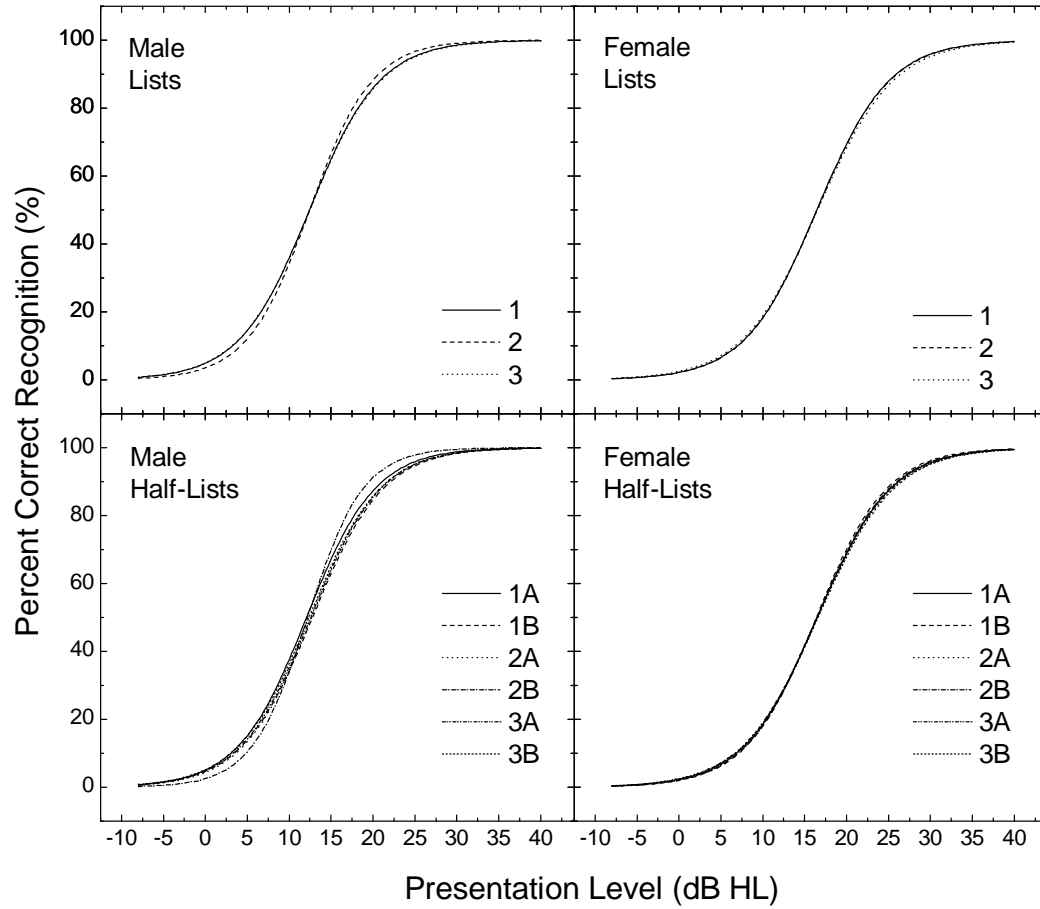 Percent Correct Recognition (%)
Male
Lists
100
80
60
40
20
0
1
2
3
Female
Lists
1
2
3
Male
Half-Lists
100
80
60
40
20
0
1A
1B
2A
2B
3A
3B
Female
Half-Lists
1A
1B
2A
2B
3A
3B
-10 -5 0 5 10 15 20 25 30 35 40
-10 -5 0 5 10 15 20 25 30 35 40
Presentation Level (dB HL)